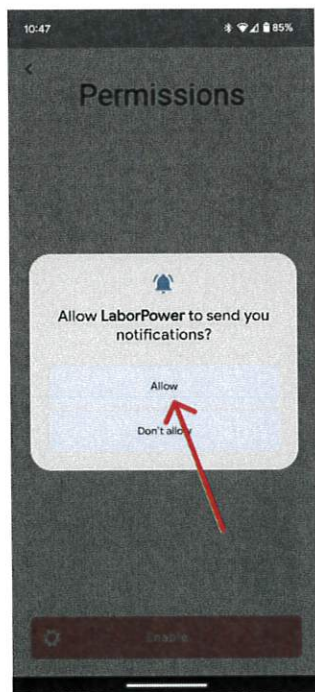 10:47
85%
Permissions
Allow LaborPower to send you
notifications?
Allow
Don't allow
Enable